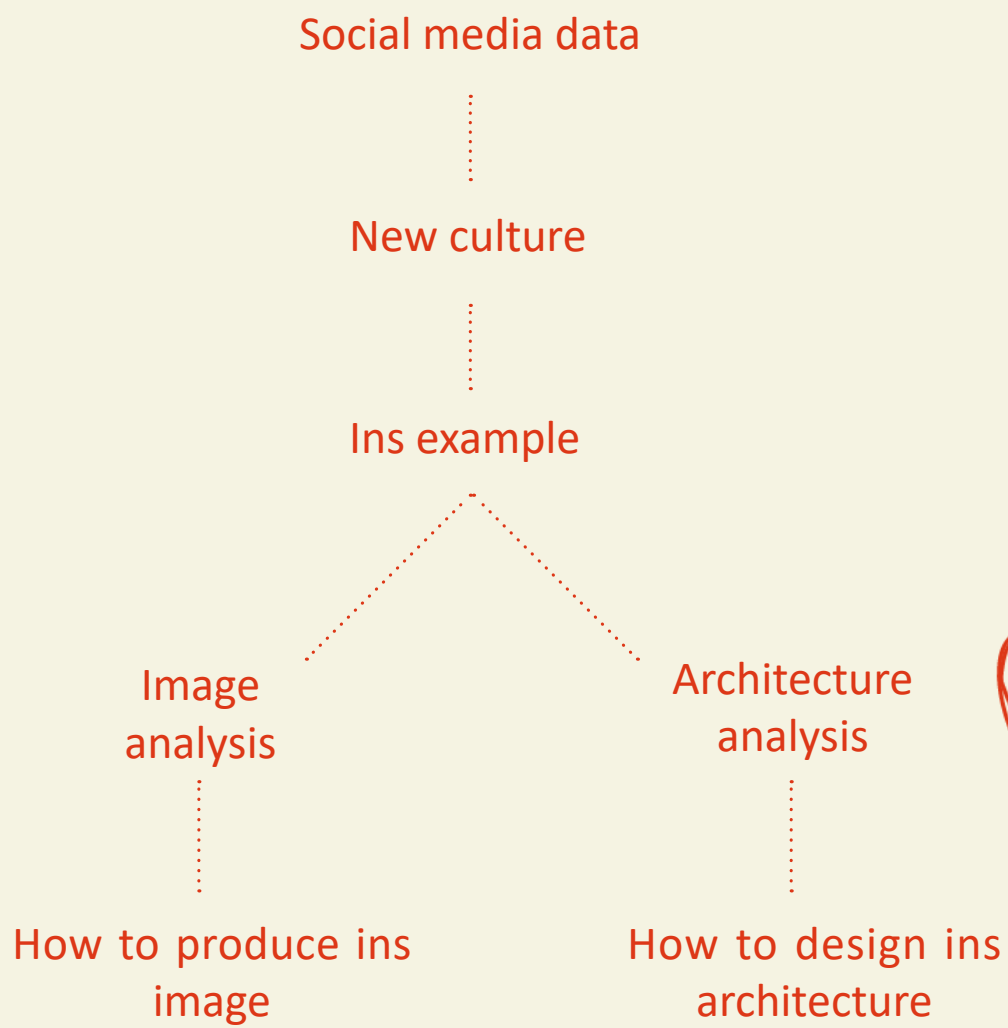 Social media data
New culture
Ins example
Image
analysis
Architecture
analysis
How to produce ins
image
How to design ins
architecture